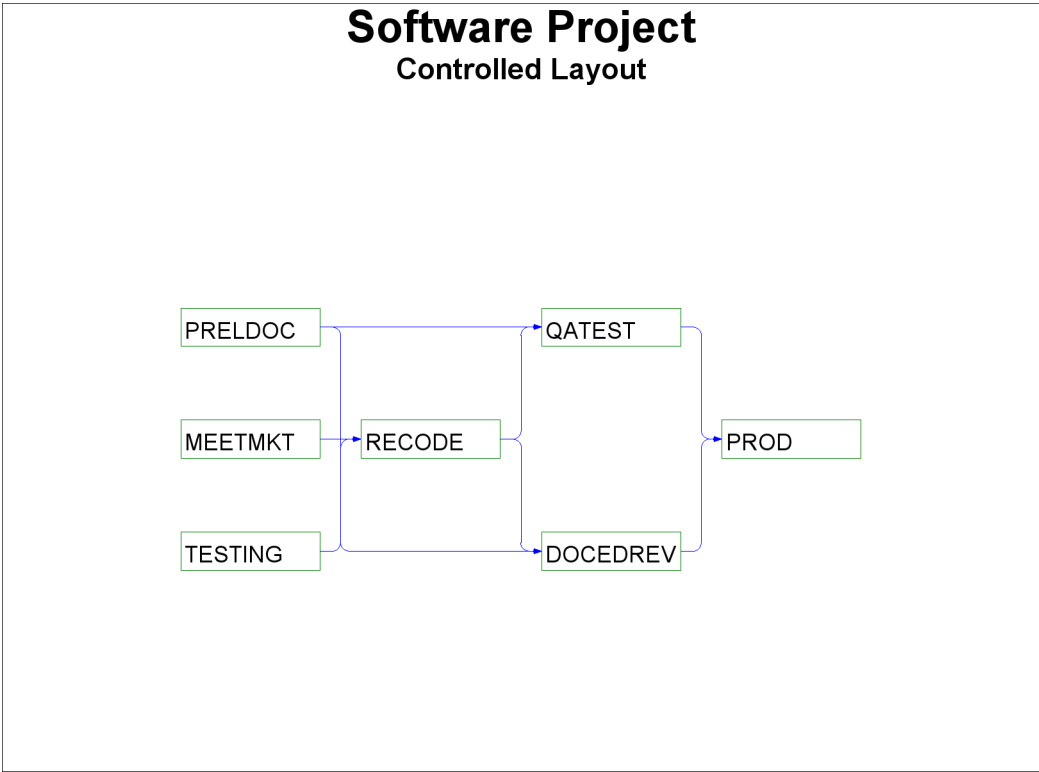 Software Project
Controlled Layout
PRELDOC
QATEST
MEETMKT
RECODE
PROD
TESTING
DOCEDREV